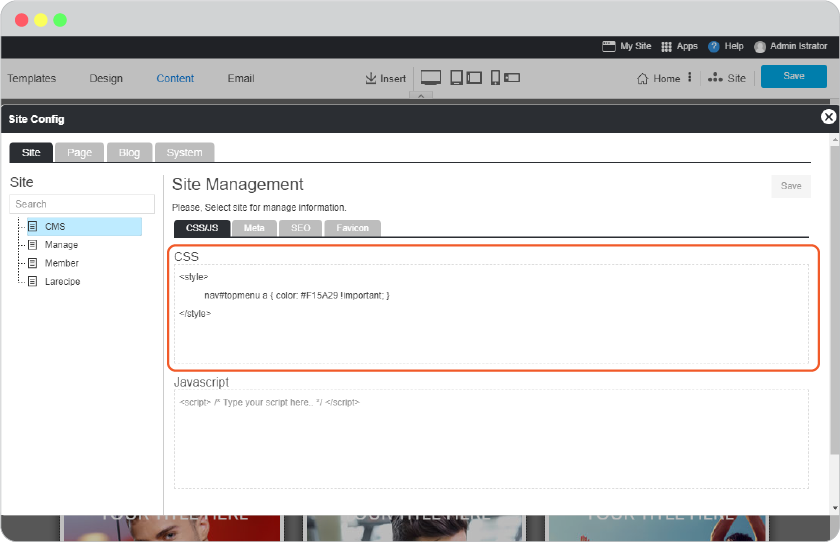 My Site Apps ? Help Admin Istrator
Templates Design Content Email Insert Home Site Save
Site Config
Site Page Blog System
Site
Search
CMS
Manage
Member
Larecipe
Site Management
Save
Please, Select site for manage information.
CSS/JS Meta SEO Favicon
CSS
<style>
nav#topmenu a { color: #F15A29 !important; }
</style>
Javascript
<script> /* Type your script here.. */ </script>
YOUR TITLE HERE YOUR TITLE HERE YOUR TITLE HERE